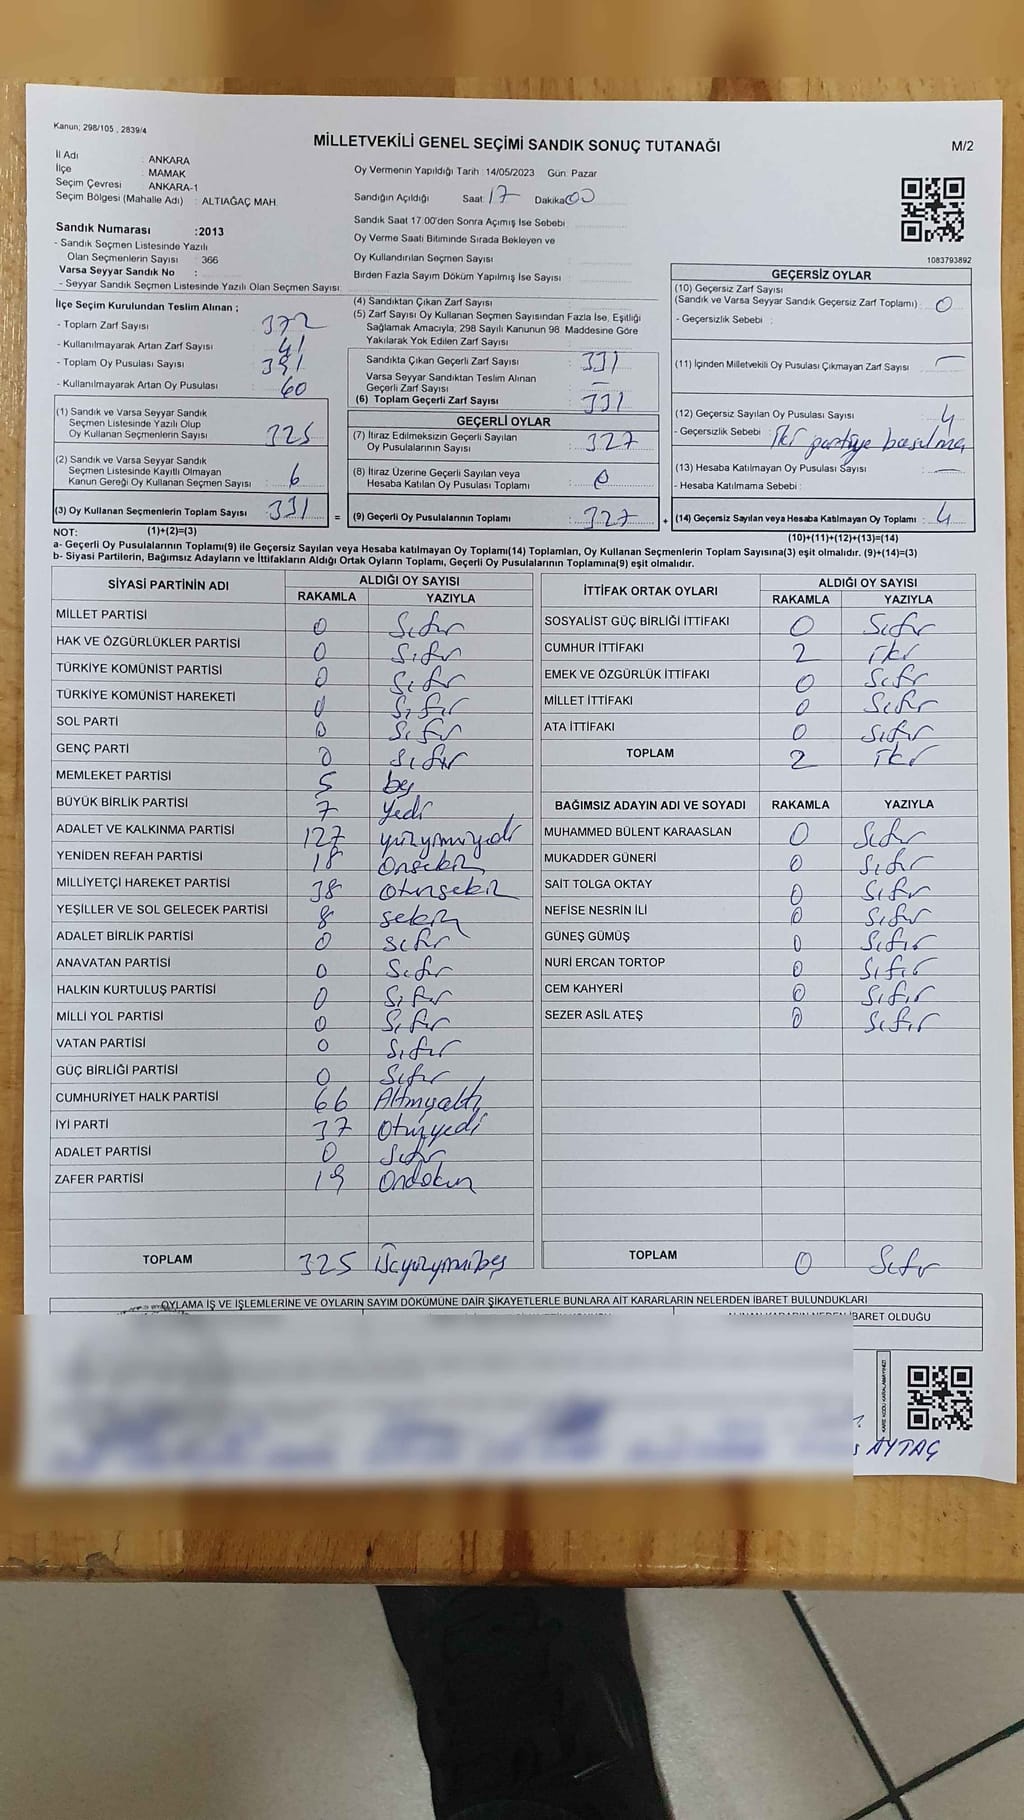 Kanun; 298/105 , 2839/4
MİLLETVEKİLİ GENEL SEÇİMİ SANDIK SONUÇ TUTANAĞI
M/2
İl Adı : ANKARA
İlçe : MAMAK
Seçim Çevresi : ANKARA-1
Seçim Bölgesi (Mahalle Adı) : ALTIAĞAÇ MAH.
Oy Vermenin Yapıldığı Tarih : 14/05/2023 Gün: Pazar
Sandığın Açıldığı Saat: 17 Dakika: 00
Sandık Saat 17:00'den Sonra Açımış İse Sebebi
Oy Verme Saati Bitiminde Sırada Bekleyen ve
Oy Kullandırılan Seçmen Sayısı
Birden Fazla Sayım Döküm Yapılmış İse Sayısı :
1083793892
Sandık Numarası :2013
- Sandık Seçmen Listesinde Yazılı
Olan Seçmenlerin Sayısı : 366
Varsa Seyyar Sandık No :
- Seyyar Sandık Seçmen Listesinde Yazılı Olan Seçmen Sayısı:
İlçe Seçim Kurulundan Teslim Alınan ;
- Toplam Zarf Sayısı : 372
- Kullanılmayarak Artan Zarf Sayısı : 41
- Toplam Oy Pusulası Sayısı : 391
- Kullanılmayarak Artan Oy Pusulası : 60
(1) Sandık ve Varsa Seyyar Sandık
Seçmen Listesinde Yazılı Olup
Oy Kullanan Seçmenlerin Sayısı : 325
(2) Sandık ve Varsa Seyyar Sandık
Seçmen Listesinde Kayıtlı Olmayan
Kanun Gereği Oy Kullanan Seçmen Sayısı : 6
(3) Oy Kullanan Seçmenlerin Toplam Sayısı : 331
(4) Sandıktan Çıkan Zarf Sayısı :
(5) Zarf Sayısı Oy Kullanan Seçmen Sayısından Fazla İse, Eşitliği
Sağlamak Amacıyla; 298 Sayılı Kanunun 98. Maddesine Göre
Yakılarak Yok Edilen Zarf Sayısı :
Sandıkta Çıkan Geçerli Zarf Sayısı : 331
Varsa Seyyar Sandıktan Teslim Alınan
Geçerli Zarf Sayısı : –
(6) Toplam Geçerli Zarf Sayısı : 331
GEÇERLİ OYLAR
(7) İtiraz Edilmeksizin Geçerli Sayılan
Oy Pusulalarının Sayısı : 327
(8) İtiraz Üzerine Geçerli Sayılan veya
Hesaba Katılan Oy Pusulası Toplamı : 0
= (9) Geçerli Oy Pusulalarının Toplamı : 327
GEÇERSİZ OYLAR
(10) Geçersiz Zarf Sayısı
(Sandık ve Varsa Seyyar Sandık Geçersiz Zarf Toplamı) : 0
- Geçersizlik Sebebi :
(11) İçinden Milletvekili Oy Pusulası Çıkmayan Zarf Sayısı : –
(12) Geçersiz Sayılan Oy Pusulası Sayısı : 4
- Geçersizlik Sebebi : İki partiye basılma
(13) Hesaba Katılmayan Oy Pusulası Sayısı : –
- Hesaba Katılmama Sebebi :
+ (14) Geçersiz Sayılan veya Hesaba Katılmayan Oy Toplamı : 4
NOT: (1)+(2)=(3)
(10)+(11)+(12)+(13)=(14)
a- Geçerli Oy Pusulalarının Toplamı(9) ile Geçersiz Sayılan veya Hesaba katılmayan Oy Toplamı(14) Toplamları, Oy Kullanan Seçmenlerin Toplam Sayısına(3) eşit olmalıdır. (9)+(14)=(3)
b- Siyasi Partilerin, Bağımsız Adayların ve İttifakların Aldığı Ortak Oyların Toplamı, Geçerli Oy Pusulalarının Toplamına(9) eşit olmalıdır.
SİYASİ PARTİNİN ADI ALDIĞI OY SAYISI
RAKAMLA YAZIYLA
MİLLET PARTİSİ 0 Sıfır
HAK VE ÖZGÜRLÜKLER PARTİSİ 0 Sıfır
TÜRKİYE KOMÜNİST PARTİSİ 0 Sıfır
TÜRKİYE KOMÜNİST HAREKETİ 0 Sıfır
SOL PARTİ 0 Sıfır
GENÇ PARTİ 0 Sıfır
MEMLEKET PARTİSİ 5 beş
BÜYÜK BİRLİK PARTİSİ 7 Yedi
ADALET VE KALKINMA PARTİSİ 127 yüzyirmiyedi
YENİDEN REFAH PARTİSİ 18 Onsekiz
MİLLİYETÇİ HAREKET PARTİSİ 38 Otuzsekiz
YEŞİLLER VE SOL GELECEK PARTİSİ 8 sekiz
ADALET BİRLİK PARTİSİ 0 sıfır
ANAVATAN PARTİSİ 0 Sıfır
HALKIN KURTULUŞ PARTİSİ 0 Sıfır
MİLLİ YOL PARTİSİ 0 Sıfır
VATAN PARTİSİ 0 Sıfır
GÜÇ BİRLİĞİ PARTİSİ 0 Sıfır
CUMHURİYET HALK PARTİSİ 66 Altmışaltı
İYİ PARTİ 37 Otuzyedi
ADALET PARTİSİ 0 Sıfır
ZAFER PARTİSİ 19 Ondokuz
TOPLAM 325 Üçyüzyirmibeş
İTTİFAK ORTAK OYLARI ALDIĞI OY SAYISI
RAKAMLA YAZIYLA
SOSYALİST GÜÇ BİRLİĞİ İTTİFAKI 0 Sıfır
CUMHUR İTTİFAKI 2 İki
EMEK VE ÖZGÜRLÜK İTTİFAKI 0 Sıfır
MİLLET İTTİFAKI 0 Sıfır
ATA İTTİFAKI 0 Sıfır
TOPLAM 2 İki
BAĞIMSIZ ADAYIN ADI VE SOYADI RAKAMLA YAZIYLA
MUHAMMED BÜLENT KARAASLAN 0 Sıfır
MUKADDER GÜNERİ 0 Sıfır
SAİT TOLGA OKTAY 0 Sıfır
NEFİSE NESRİN İLİ 0 Sıfır
GÜNEŞ GÜMÜŞ 0 Sıfır
NURİ ERCAN TORTOP 0 Sıfır
CEM KAHYERİ 0 Sıfır
SEZER ASİL ATEŞ 0 Sıfır
TOPLAM 0 Sıfır
OYLAMA İŞ VE İŞLEMLERİNE VE OYLARIN SAYIM DÖKÜMÜNE DAİR ŞİKAYETLERLE BUNLARA AİT KARARLARIN NELERDEN İBARET BULUNDUKLARI
ALINAN KARARIN NEDEN İBARET OLDUĞU
KARE KODU KARALAMAYINIZ!
AYTAÇ